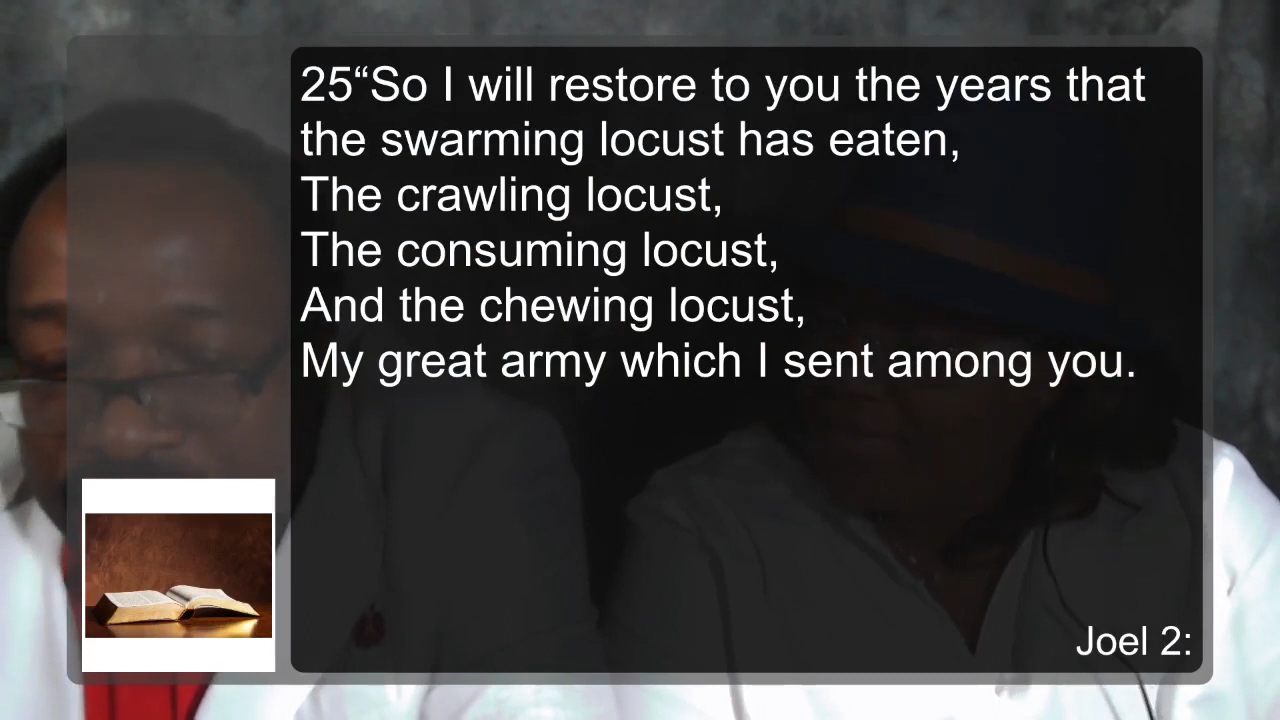 25“So I will restore to you the years that
the swarming locust has eaten,
The crawling locust,
The consuming locust,
And the chewing locust,
My great army which I sent among you.
Joel 2: